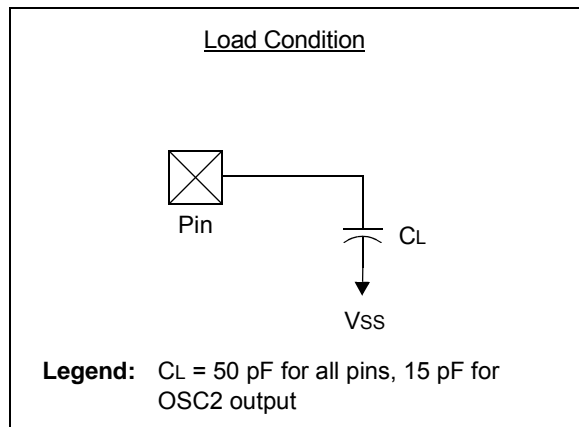 Load Condition
Pin
CL
VSS
Legend: CL = 50 pF for all pins, 15 pF for
OSC2 output